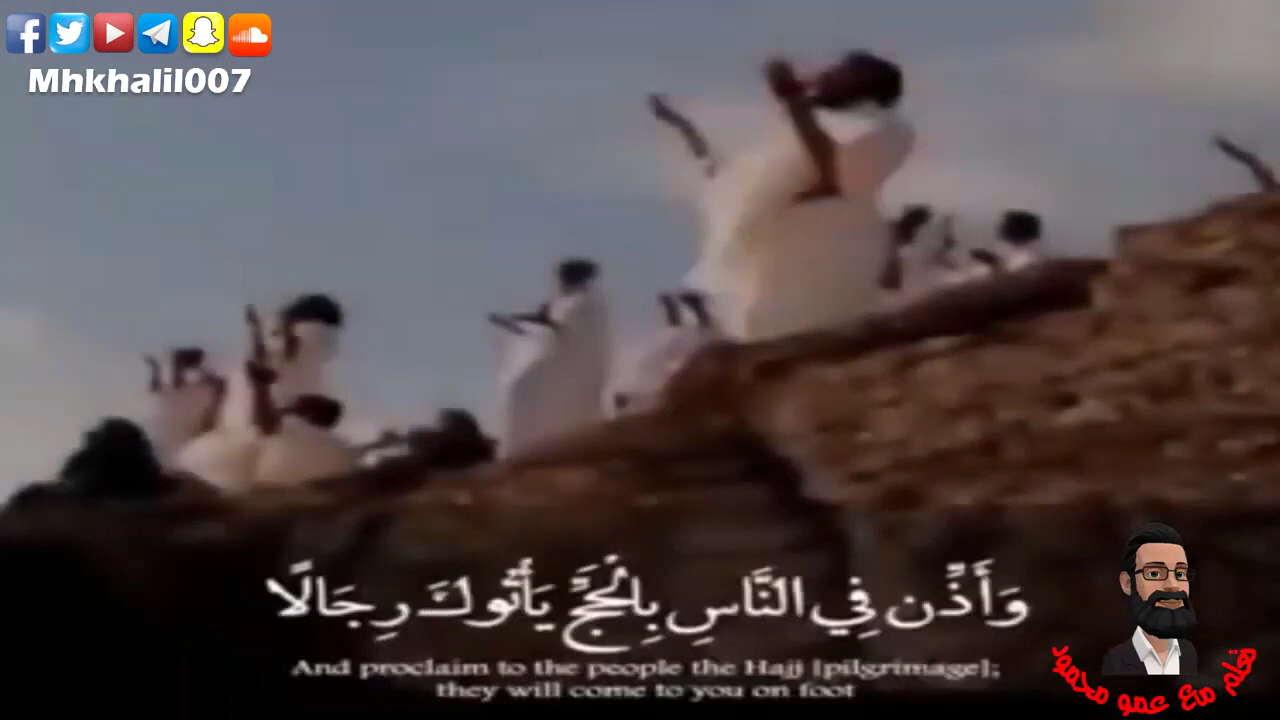 Mhkhalil007
وَأَذِّن فِي النَّاسِ بِالْحَجِّ يَأْتُوكَ رِجَالًا
And proclaim to the people the Hajj [pilgrimage];
they will come to you on foot
تعلم مع عمو محمود